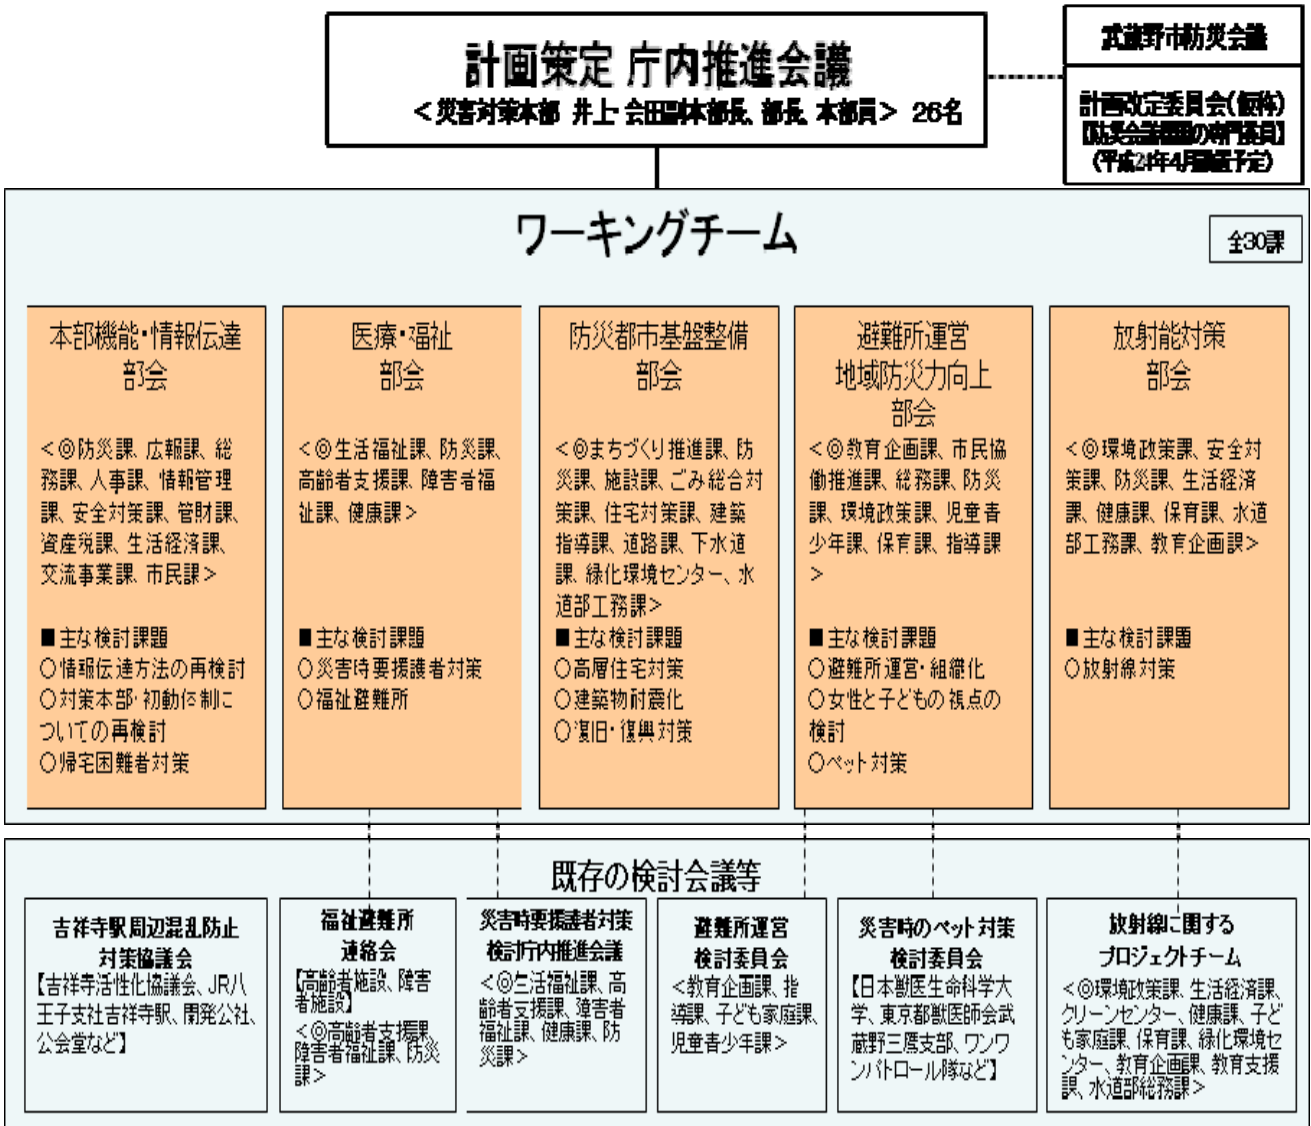 計画策定 庁内推進会議
＜災害対策本部 井上・会田副本部長、部長、本部員＞ 26名
武蔵野市防災会議
計画改定委員会(仮称)
【防災会議設置の専門委員】
(平成24年4月設置予定)
ワーキングチーム
全30課
本部機能・情報伝達
部会
＜◎防災課、広報課、総
務課、人事課、情報管理
課、安全対策課、管財課、
資産税課、生活経済課、
交流事業課、市民課＞
■主な検討課題
○情報伝達方法の再検討
○対策本部・初動体制に
ついての再検討
○帰宅困難者対策
医療・福祉
部会
＜◎生活福祉課、防災課、
高齢者支援課、障害者福
祉課、健康課＞
■主な検討課題
○災害時要援護者対策
○福祉避難所
防災都市基盤整備
部会
＜◎まちづくり推進課、防
災課、施設課、ごみ総合対
策課、住宅対策課、建築
指導課、道路課、下水道
課、緑化環境センター、水
道部工務課＞
■主な検討課題
○高層住宅対策
○建築物耐震化
○復旧・復興対策
避難所運営
地域防災力向上
部会
＜◎教育企画課、市民協
働推進課、総務課、防災
課、環境政策課、児童青
少年課、保育課、指導課
＞
■主な検討課題
○避難所運営・組織化
○女性と子どもの視点の
検討
○ペット対策
放射能対策
部会
＜◎環境政策課、安全対
策課、防災課、生活経済
課、健康課、保育課、水道
部工務課、教育企画課＞
■主な検討課題
○放射線対策
既存の検討会議等
吉祥寺駅周辺混乱防止
対策協議会
【吉祥寺活性化協議会、JR八
王子支社吉祥寺駅、開発公社、
公会堂など】
福祉避難所
連絡会
【高齢者施設、障害
者施設】
＜◎高齢者支援課、
障害者福祉課、防災
課＞
災害時要援護者対策
検討庁内推進会議
＜◎生活福祉課、高
齢者支援課、障害者
福祉課、健康課、防
災課＞
避難所運営
検討委員会
＜教育企画課、指
導課、子ども家庭課、
児童青少年課＞
災害時のペット対策
検討委員会
【日本獣医生命科学大
学、東京都獣医師会武
蔵野三鷹支部、ワンワ
ンパトロール隊など】
放射線に関する
プロジェクトチーム
＜◎環境政策課、生活経済課、
クリーンセンター、健康課、子ど
も家庭課、保育課、緑化環境セ
ンター、教育企画課、教育支援
課、水道部総務課＞